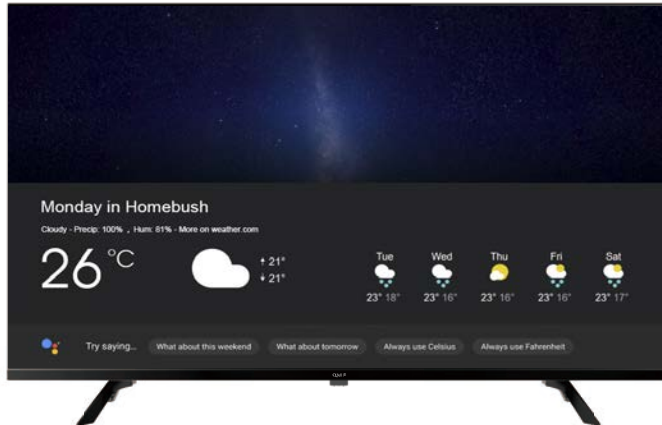 Monday in Homebush
Cloudy - Precip: 100% , Hum: 81% - More on weather.com
26 °C
↑ 21°
↓ 21°
Tue Wed Thu Fri Sat
23° 18° 23° 16° 23° 16° 23° 16° 23° 17°
Try saying... What about this weekend What about tomorrow Always use Celsius Always use Fahrenheit